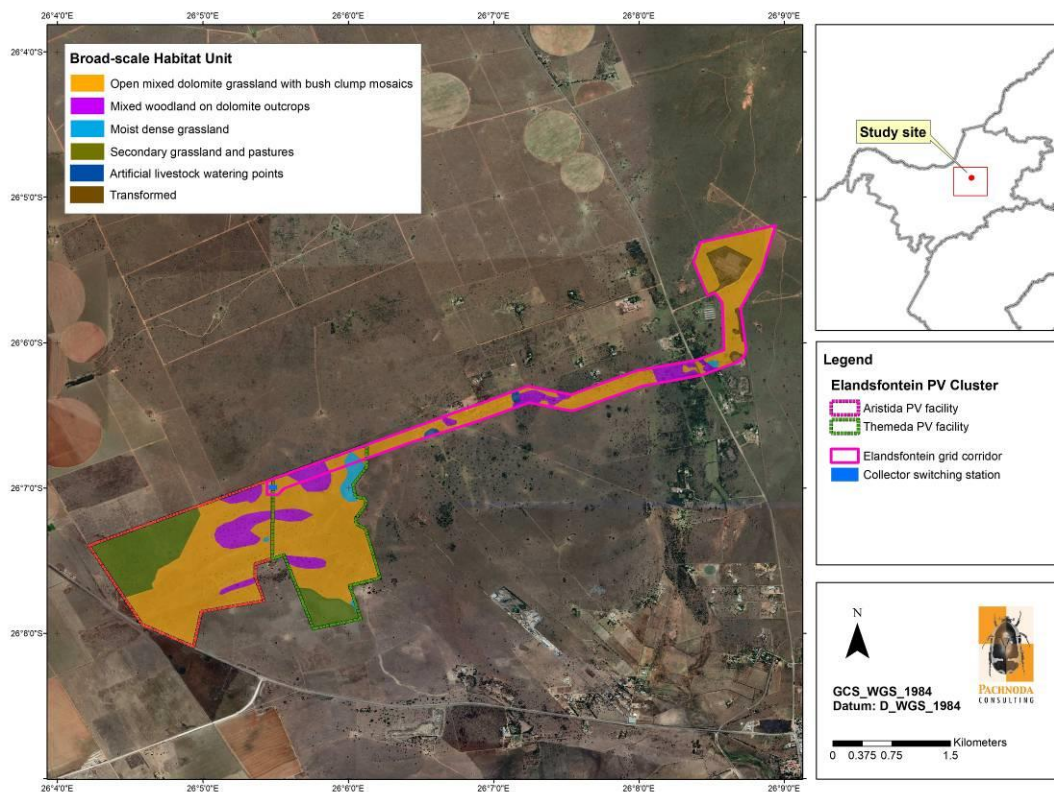 26°4'0"E 26°5'0"E 26°6'0"E 26°7'0"E 26°8'0"E 26°9'0"E
26°4'0"S
26°5'0"S
26°6'0"S
26°7'0"S
26°8'0"S
26°4'0"E 26°5'0"E 26°6'0"E 26°7'0"E 26°8'0"E 26°9'0"E
Broad-scale Habitat Unit
Open mixed dolomite grassland with bush clump mosaics
Mixed woodland on dolomite outcrops
Moist dense grassland
Secondary grassland and pastures
Artificial livestock watering points
Transformed
Study site
Legend
Elandsfontein PV Cluster
Aristida PV facility
Themeda PV facility
Elandsfontein grid corridor
Collector switching station
N
GCS_WGS_1984
Datum: D_WGS_1984
PACHNODA
CONSULTING
Kilometers
0 0.375 0.75 1.5